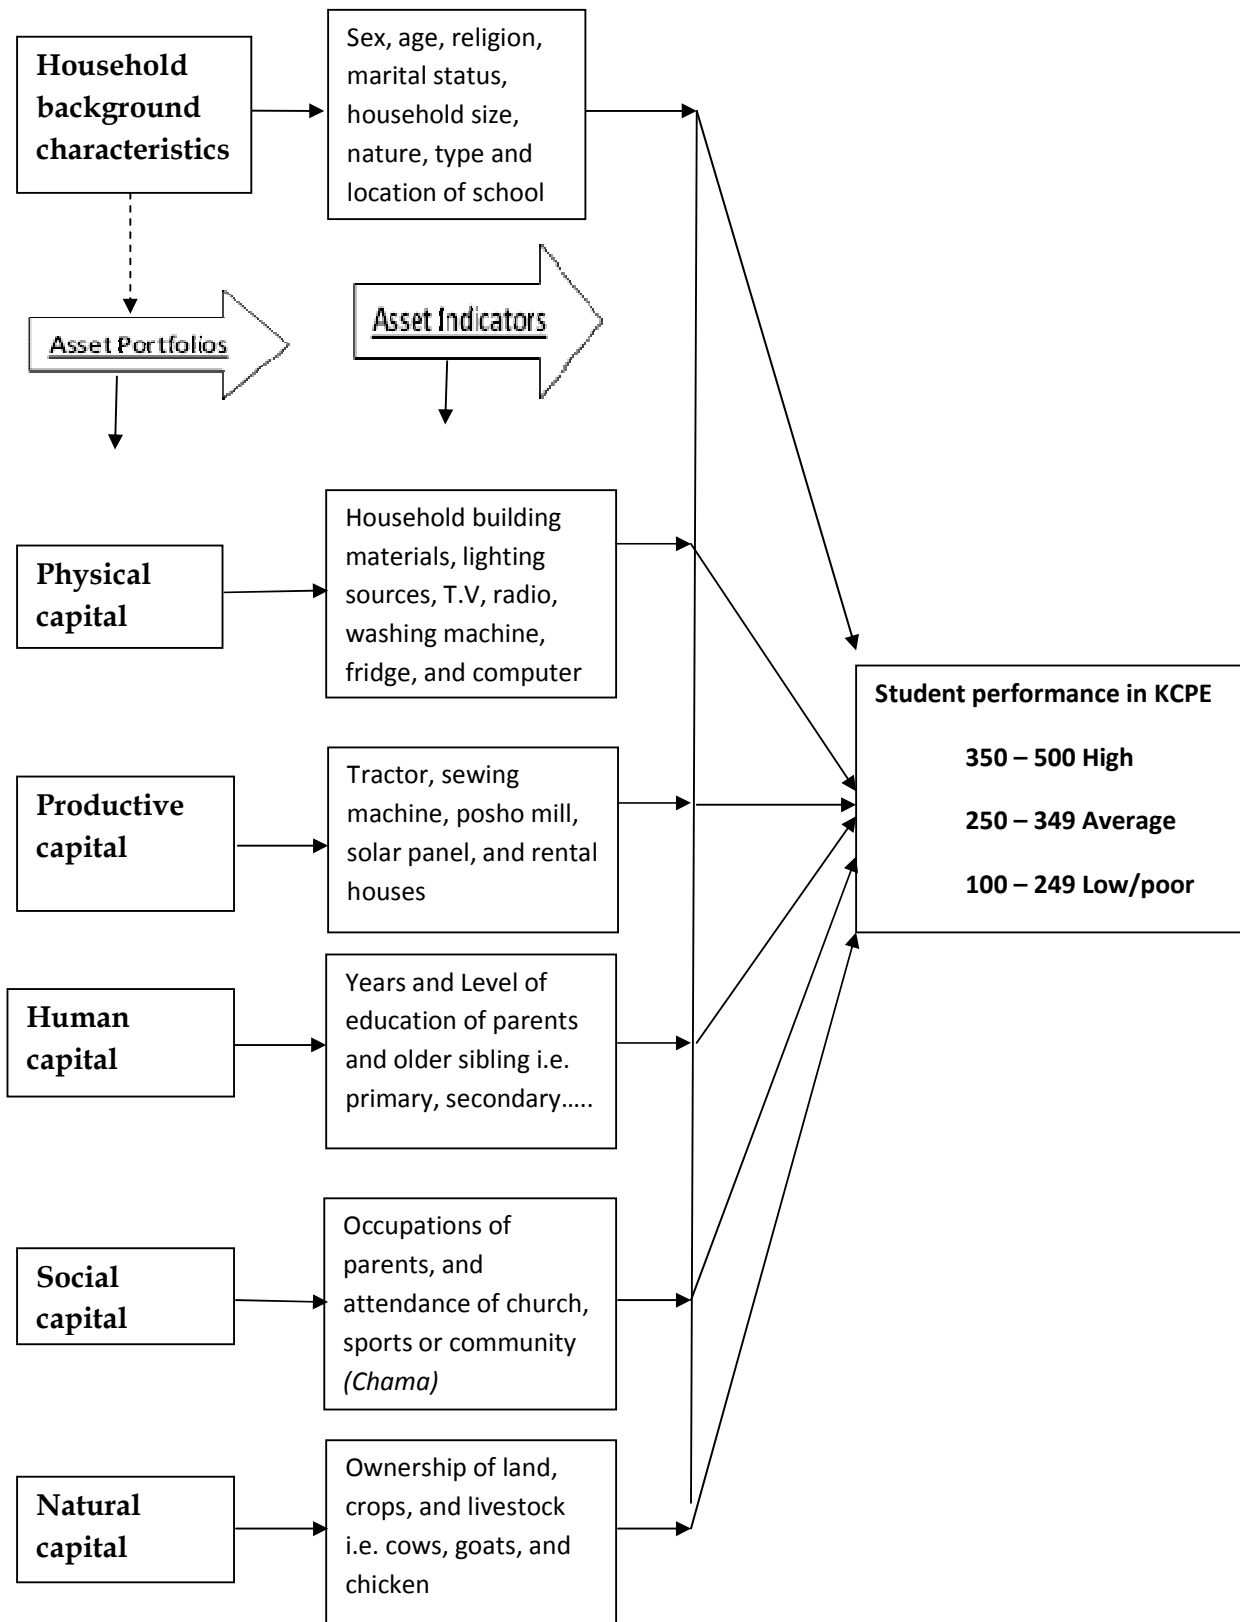 Household
background
characteristics
Sex, age, religion,
marital status,
household size,
nature, type and
location of school
Asset Portfolios
Asset Indicators
Physical
capital
Household building
materials, lighting
sources, T.V, radio,
washing machine,
fridge, and computer
Student performance in KCPE
350 – 500 High
250 – 349 Average
100 – 249 Low/poor
Productive
capital
Tractor, sewing
machine, posho mill,
solar panel, and rental
houses
Human
capital
Years and Level of
education of parents
and older sibling i.e.
primary, secondary…..
Social
capital
Occupations of
parents, and
attendance of church,
sports or community
(Chama)
Natural
capital
Ownership of land,
crops, and livestock
i.e. cows, goats, and
chicken